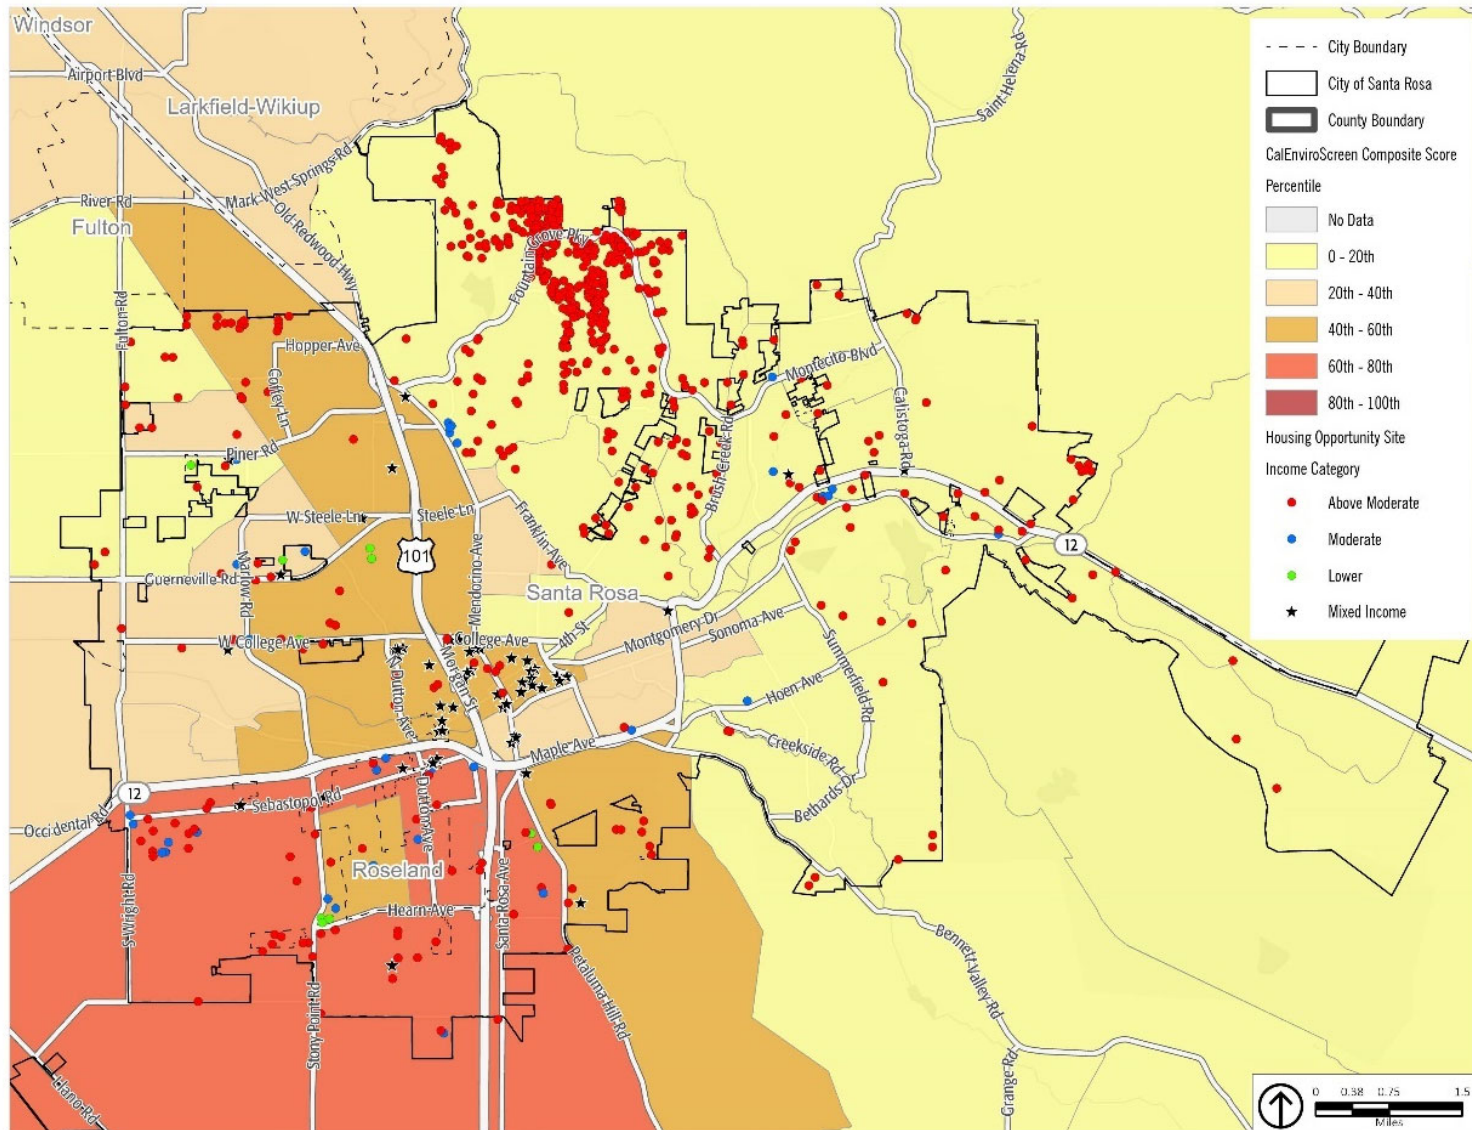 Windsor
Airport Blvd
Larkfield-Wikiup
Mark West Springs Rd
River Rd
Fulton
Old Redwood Hwy
Fountain Grove Pky
Saint Helena Rd
Fulton Rd
Hopper Ave
Coffey Ln
Piner Rd
Montecito Blvd
Calistoga Rd
Brush Creek Rd
W Steele Ln
Steele Ln
Franklin Ave
101
12
Mendocino Ave
Guerneville Rd
Marlow Rd
Santa Rosa
W College Ave
College Ave
4th St
Montgomery Dr
Sonoma Ave
Summerfield Rd
N Dutton Ave
Morgan St
Hoen Ave
Maple Ave
Creekside Rd
Bethards Dr
12
Sebastopol Rd
Occidental Rd
Dutton Ave
Roseland
S Wright Rd
Hearn Ave
Santa Rosa Ave
Stony Point Rd
Petaluma Hill Rd
Bennett Valley Rd
Grange Rd
Llano Rd
City Boundary
City of Santa Rosa
County Boundary
CalEnviroScreen Composite Score
Percentile
No Data
0 - 20th
20th - 40th
40th - 60th
60th - 80th
80th - 100th
Housing Opportunity Site
Income Category
Above Moderate
Moderate
Lower
Mixed Income
0 0.38 0.75 1.5
Miles